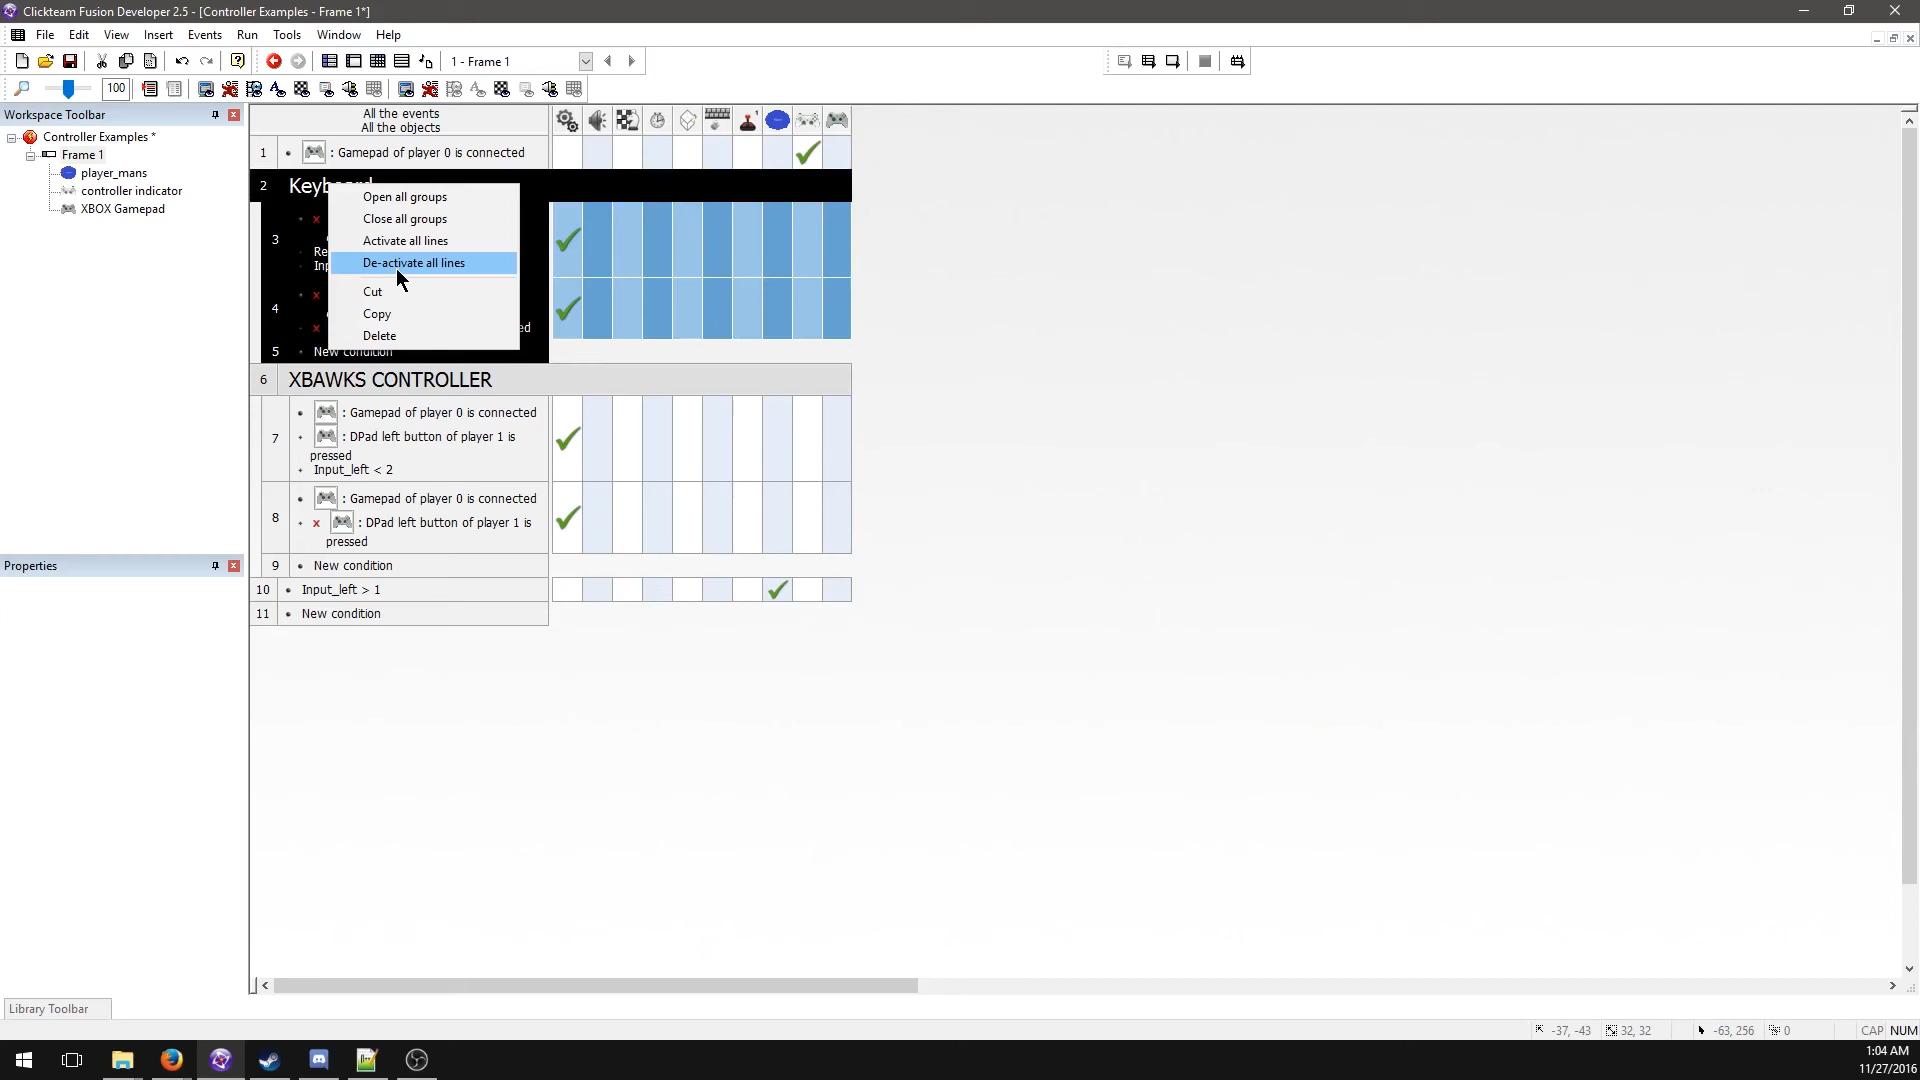 Clickteam Fusion Developer 2.5 - [Controller Examples - Frame 1*]
File Edit View Insert Events Run Tools Window Help
1 - Frame 1
100
Workspace Toolbar
Controller Examples *
Frame 1
player_mans
controller indicator
XBOX Gamepad
Properties
Library Toolbar
All the events
All the objects
1 : Gamepad of player 0 is connected
2
Open all groups
Close all groups
Activate all lines
De-activate all lines
Cut
Copy
Delete
3 x
4 x
x ed
5 New condition
6 XBAWKS CONTROLLER
7 : Gamepad of player 0 is connected
: DPad left button of player 1 is
pressed
Input_left < 2
8 : Gamepad of player 0 is connected
x : DPad left button of player 1 is
pressed
9 New condition
10 Input_left > 1
11 New condition
-37, -43 32, 32 -63, 256 0 CAP NUM
1:04 AM
11/27/2016